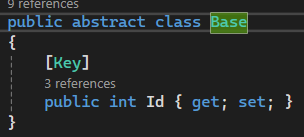 9 references
public abstract class Base
{
[Key]
3 references
public int Id { get; set; }
}